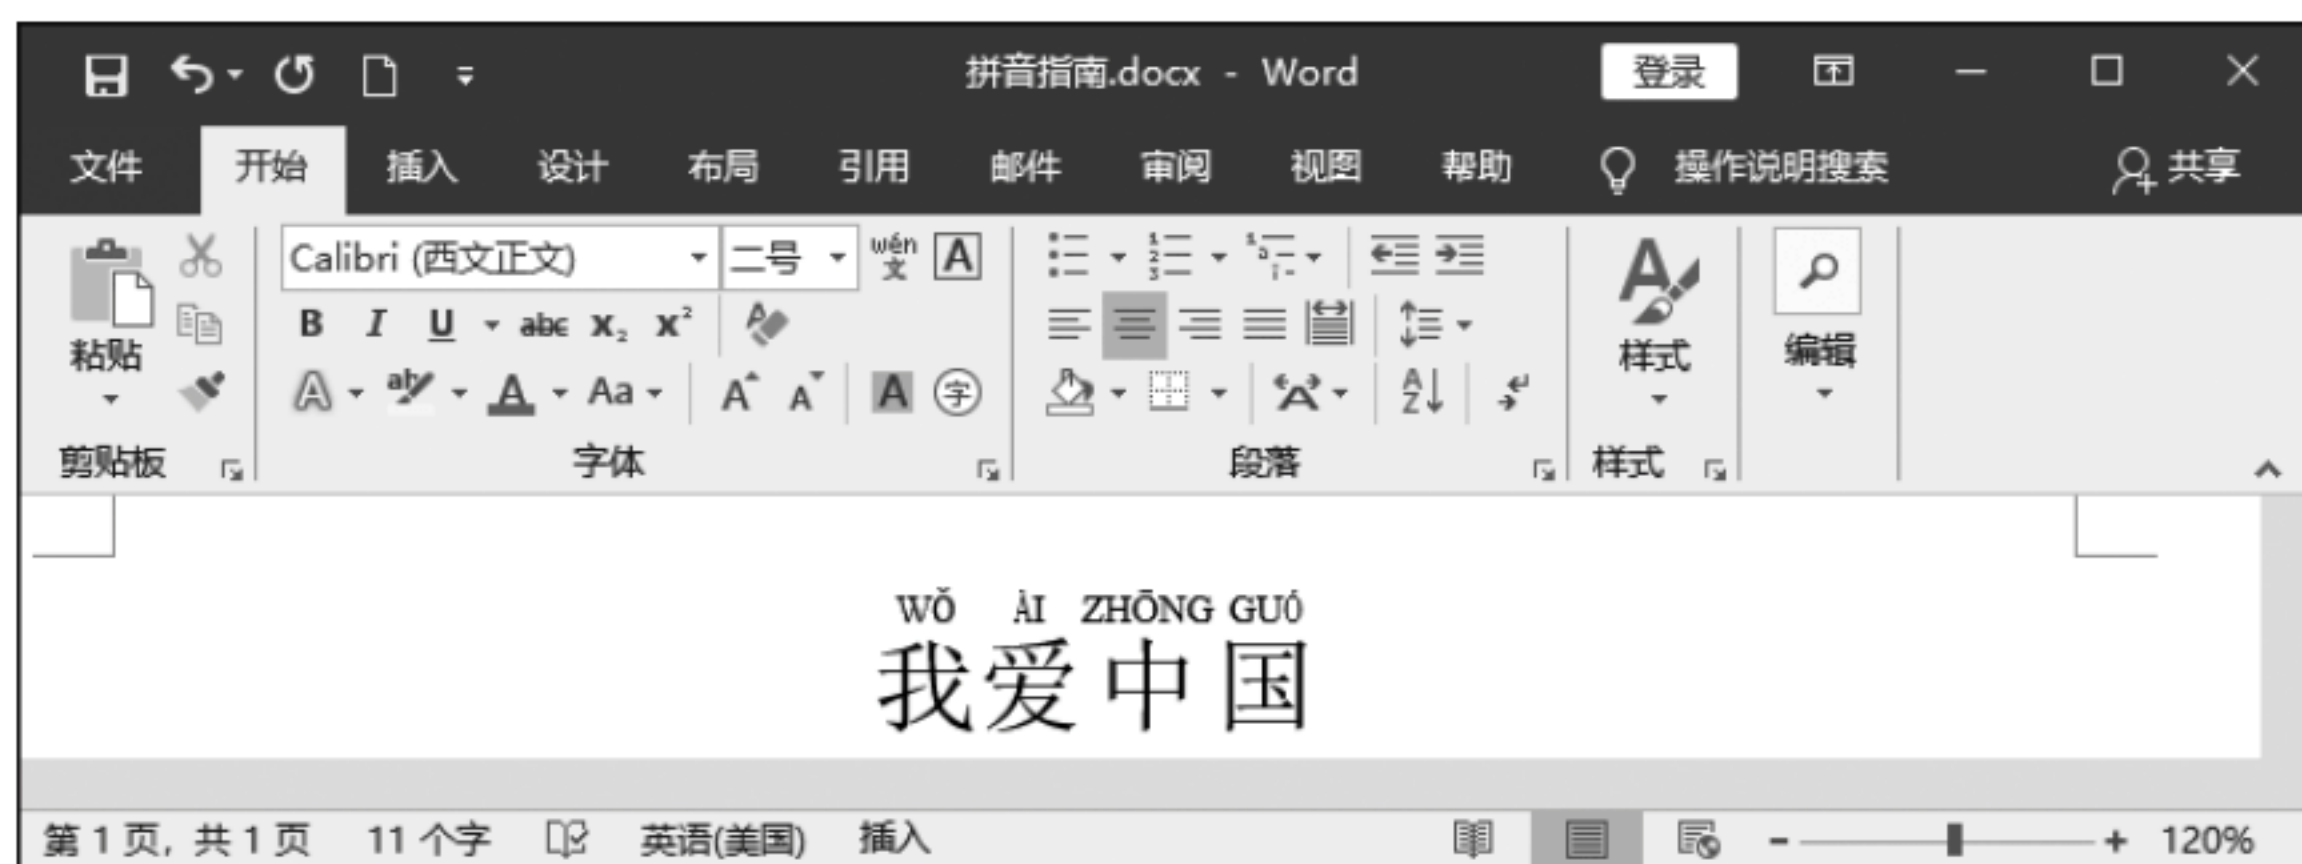 拼音指南.docx - Word 登录
文件 开始 插入 设计 布局 引用 邮件 审阅 视图 帮助 操作说明搜索 共享
Calibri (西文正文) 二号 wén 文 A
粘贴 B I U abc X₂ X² 样式 编辑
A aby A Aa A A A 字 A Z
剪贴板 字体 段落 样式
WǑ ÀI ZHŌNG GUÓ
我爱中国
第 1 页, 共 1 页 11 个字 英语(美国) 插入 - + 120%